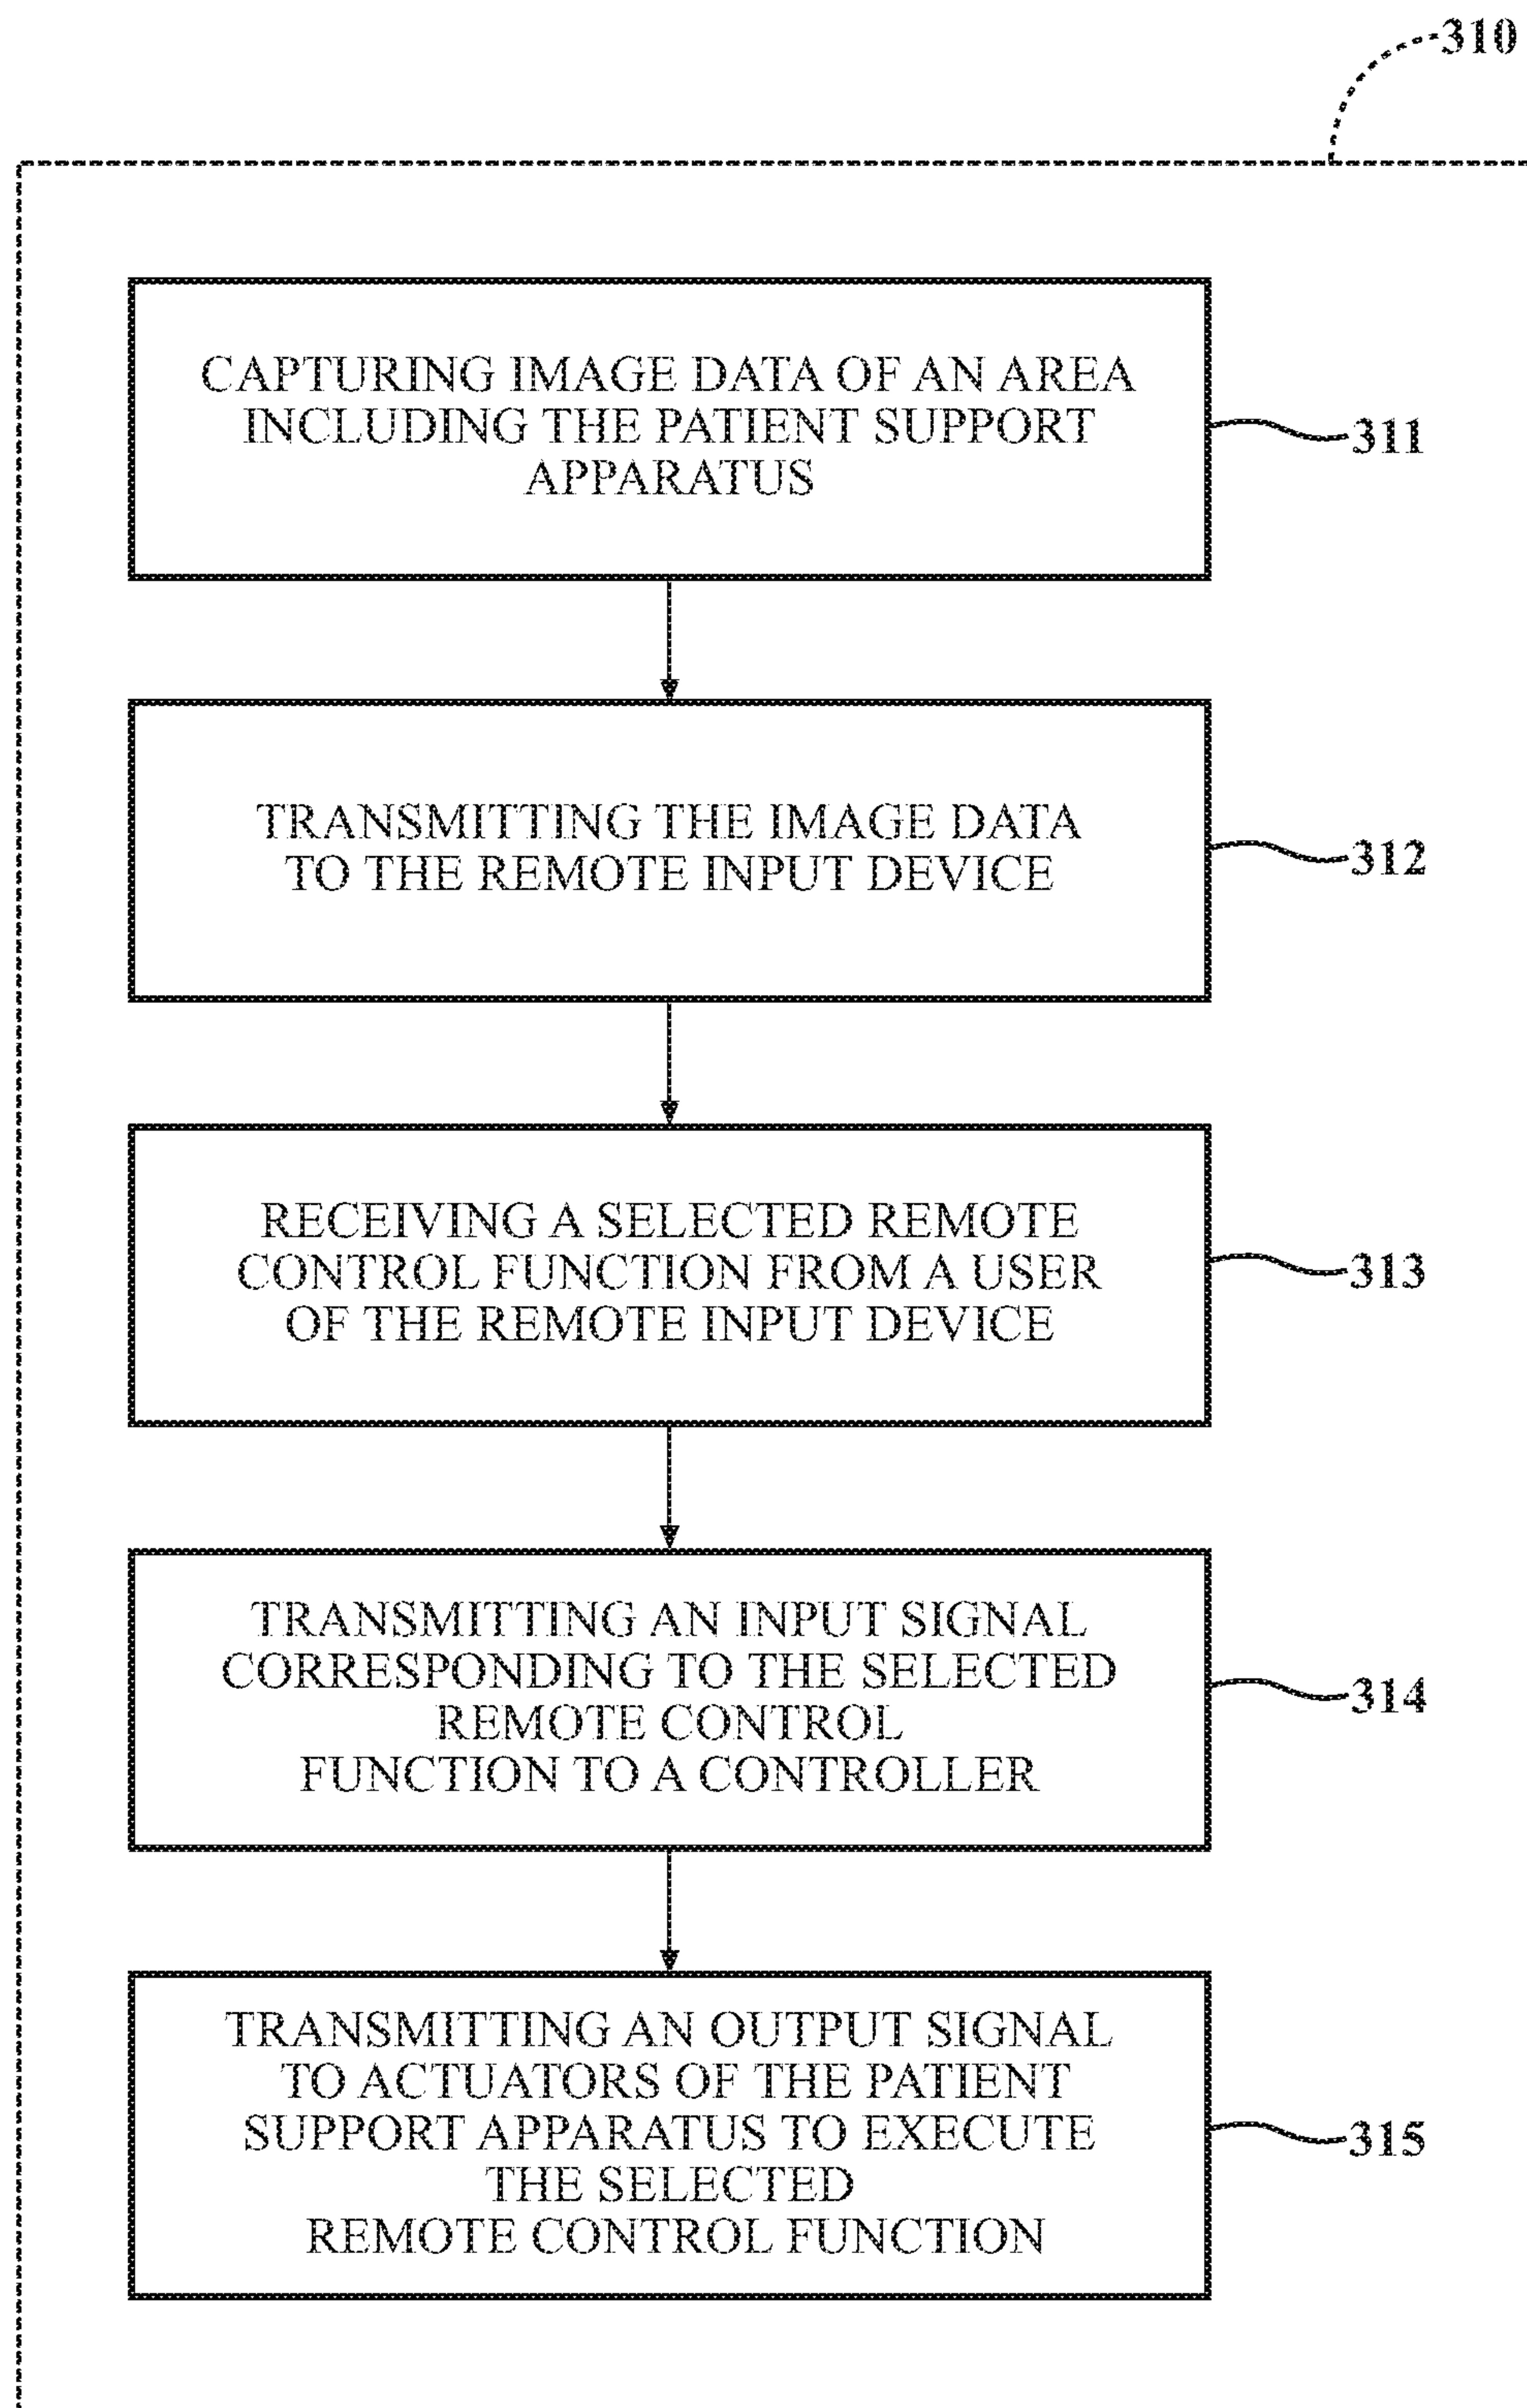 310
CAPTURING IMAGE DATA OF AN AREA
INCLUDING THE PATIENT SUPPORT
APPARATUS
311
TRANSMITTING THE IMAGE DATA
TO THE REMOTE INPUT DEVICE
312
RECEIVING A SELECTED REMOTE
CONTROL FUNCTION FROM A USER
OF THE REMOTE INPUT DEVICE
313
TRANSMITTING AN INPUT SIGNAL
CORRESPONDING TO THE SELECTED
REMOTE CONTROL
FUNCTION TO A CONTROLLER
314
TRANSMITTING AN OUTPUT SIGNAL
TO ACTUATORS OF THE PATIENT
SUPPORT APPARATUS TO EXECUTE
THE SELECTED
REMOTE CONTROL FUNCTION
315